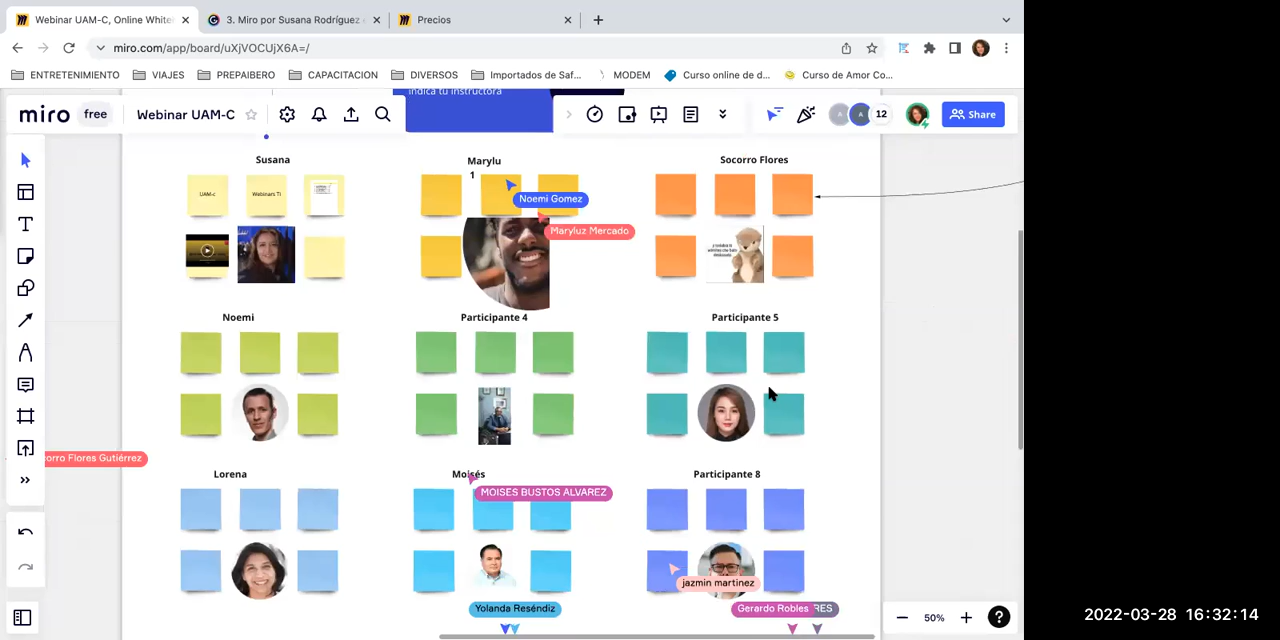 Webinar UAM-C, Online White
3. Miro por Susana Rodríguez
Precios
miro.com/app/board/uXjVOCUjX6A=/
ENTRETENIMIENTO
VIAJES
PREPAIBERO
CAPACITACION
DIVERSOS
Importados de Saf...
MODEM
Curso online de d...
Curso de Amor Co...
indica tu instructora
miro
free
Webinar UAM-C
A
A
12
Share
Susana
Marylu
1
Socorro Flores
UAM-c
Webinars TI
Noemi Gomez
Maryluz Mercado
Noemi
Participante 4
Participante 5
orro Flores Gutiérrez
Lorena
Moisés
Participante 8
MOISES BUSTOS ALVAREZ
jazmin martinez
Yolanda Reséndiz
Gerardo Robles
RES
50%
?
2022-03-28 16:32:14